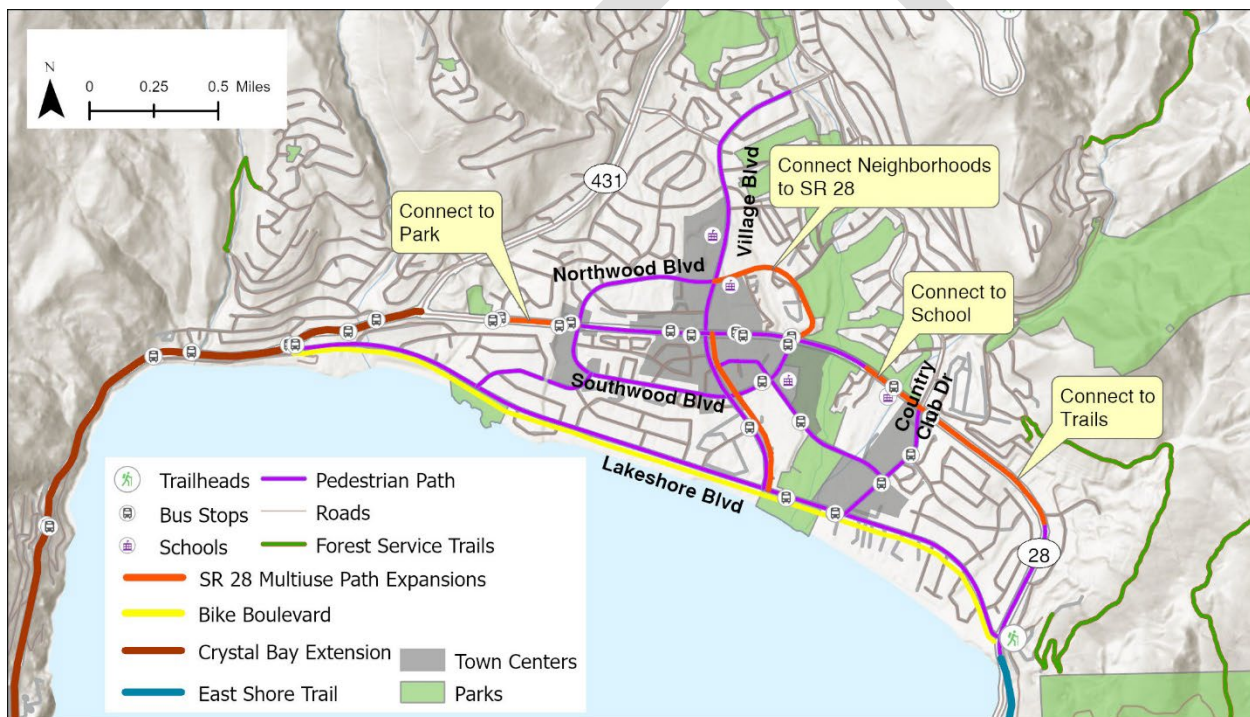 N
0 0.25 0.5 Miles
431
Connect to
Park
Connect Neighborhoods
to SR 28
Village Blvd
Northwood Blvd
Connect to
School
Southwood Blvd
Country
Club Dr
Connect to
Trails
Lakeshore Blvd
28
Trailheads
Pedestrian Path
Bus Stops
Roads
Schools
Forest Service Trails
SR 28 Multiuse Path Expansions
Bike Boulevard
Crystal Bay Extension
Town Centers
East Shore Trail
Parks